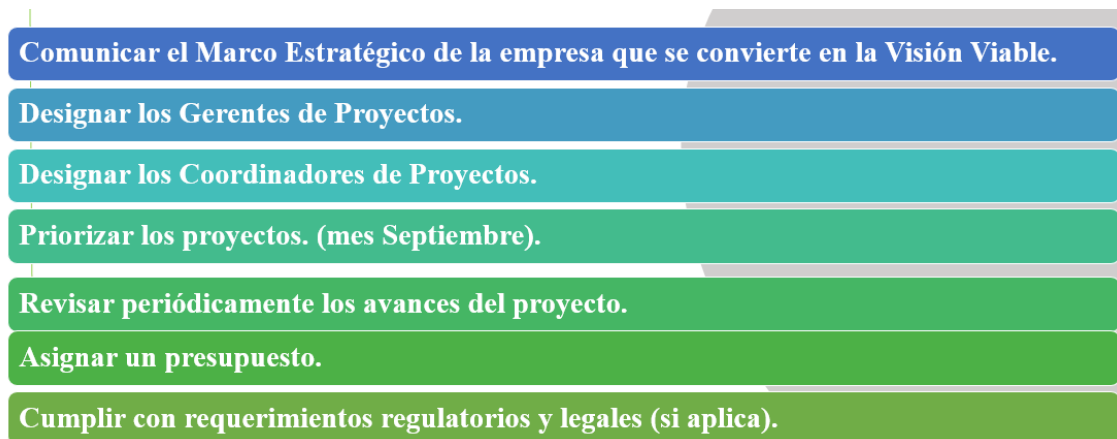 Comunicar el Marco Estratégico de la empresa que se convierte en la Visión Viable.
Designar los Gerentes de Proyectos.
Designar los Coordinadores de Proyectos.
Priorizar los proyectos. (mes Septiembre).
Revisar periódicamente los avances del proyecto.
Asignar un presupuesto.
Cumplir con requerimientos regulatorios y legales (si aplica).